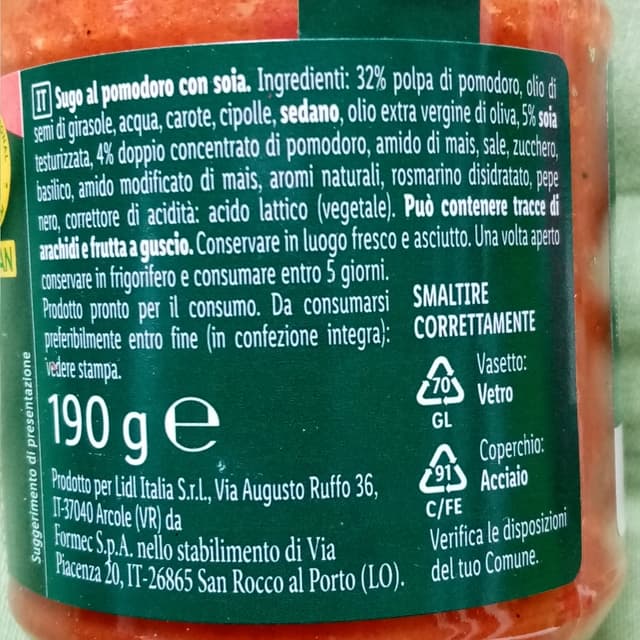 IT Sugo al pomodoro con soia. Ingredienti: 32% polpa di pomodoro, olio di
semi di girasole, acqua, carote, cipolle, sedano, olio extra vergine di oliva, 5% soia
testurizzata, 4% doppio concentrato di pomodoro, amido di mais, sale, zucchero,
basilico, amido modificato di mais, aromi naturali, rosmarino disidratato, pepe
nero, correttore di acidità: acido lattico (vegetale). Può contenere tracce di
arachidi e frutta a guscio. Conservare in luogo fresco e asciutto. Una volta aperto
conservare in frigorifero e consumare entro 5 giorni.
Prodotto pronto per il consumo. Da consumarsi
preferibilmente entro fine (in confezione integra):
vedere stampa.
190 g e
Prodotto per Lidl Italia S.r.l., Via Augusto Ruffo 36,
IT-37040 Arcole (VR) da
Formec S.p.A. nello stabilimento di Via
Piacenza 20, IT-26865 San Rocco al Porto (LO).
SMALTIRE
CORRETTAMENTE
70
GL
Vasetto:
Vetro
91
C/FE
Coperchio:
Acciaio
Verifica le disposizioni
del tuo Comune.
Suggerimento di presentazione